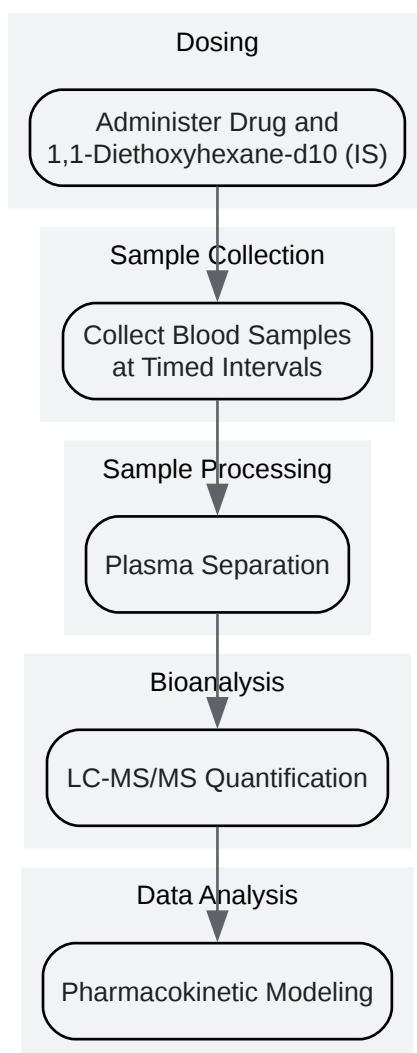 Dosing
Administer Drug and
1,1-Diethoxyhexane-d10 (IS)
Sample Collection
Collect Blood Samples
at Timed Intervals
Sample Processing
Plasma Separation
Bioanalysis
LC-MS/MS Quantification
Data Analysis
Pharmacokinetic Modeling